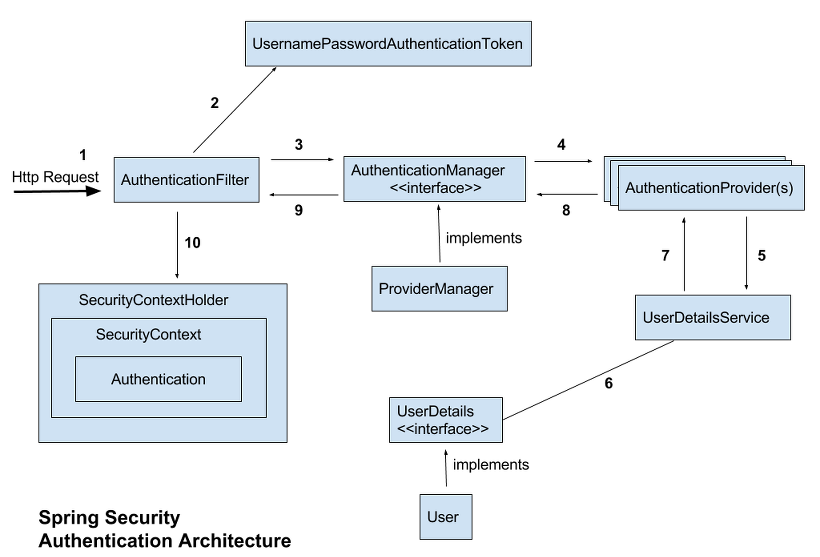 UsernamePasswordAuthenticationToken
2
1
Http Request
AuthenticationFilter
3
9
AuthenticationManager
<<interface>>
4
8
AuthenticationProvider(s)
10
implements
ProviderManager
7
5
UserDetailsService
SecurityContextHolder
SecurityContext
Authentication
6
UserDetails
<<interface>>
implements
User
Spring Security
Authentication Architecture